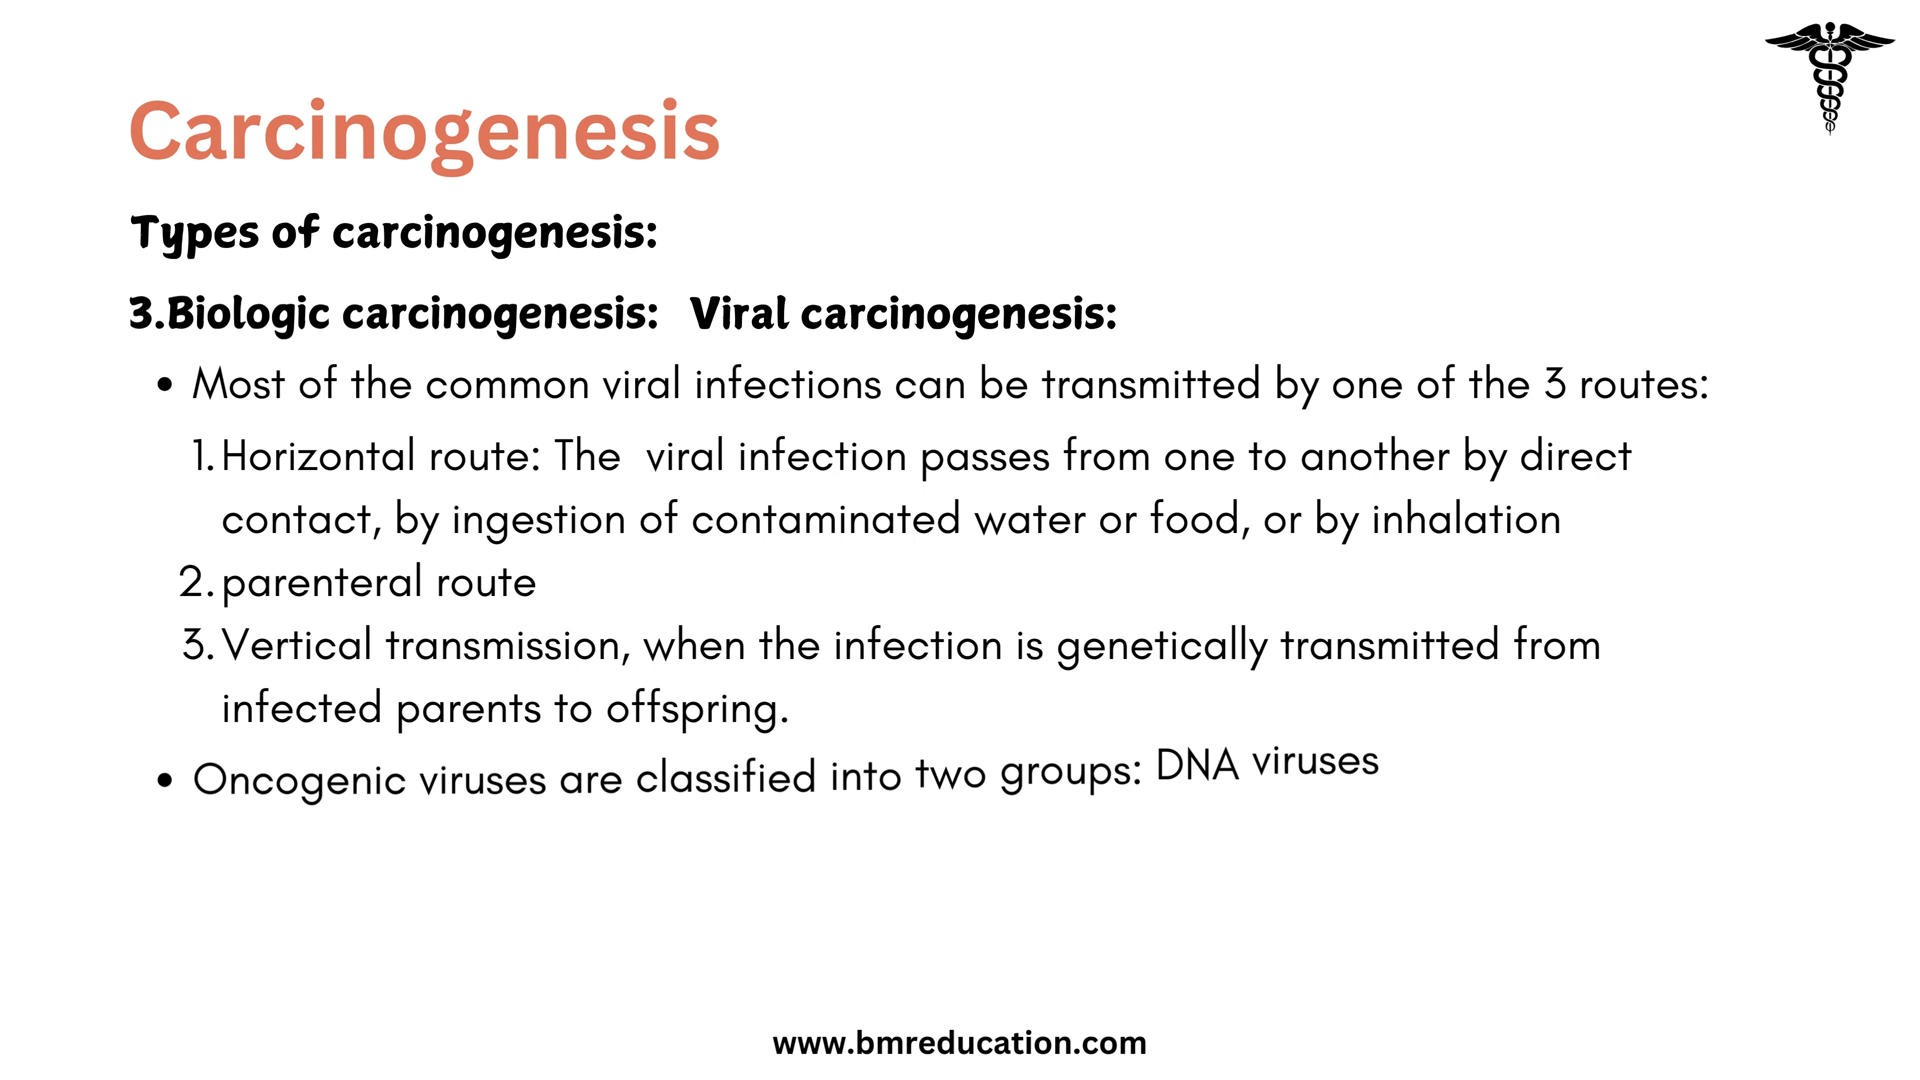 Carcinogenesis
Types of carcinogenesis:
3.Biologic carcinogenesis: Viral carcinogenesis:
• Most of the common viral infections can be transmitted by one of the 3 routes:
1. Horizontal route: The viral infection passes from one to another by direct
contact, by ingestion of contaminated water or food, or by inhalation
2. parenteral route
3. Vertical transmission, when the infection is genetically transmitted from
infected parents to offspring.
• Oncogenic viruses are classified into two groups: DNA viruses
www.bmreducation.com